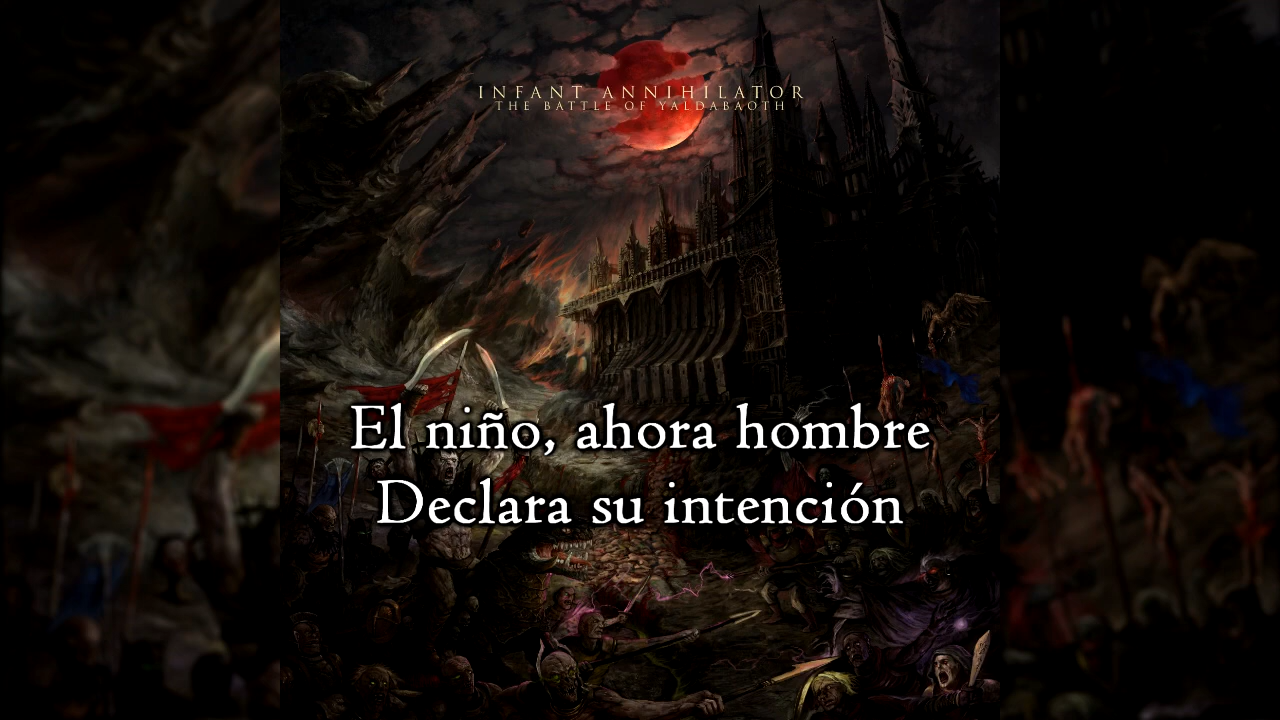 INFANT ANNIHILATOR
THE BATTLE OF YALDABAOTH
El niño, ahora hombre
Declara su intención